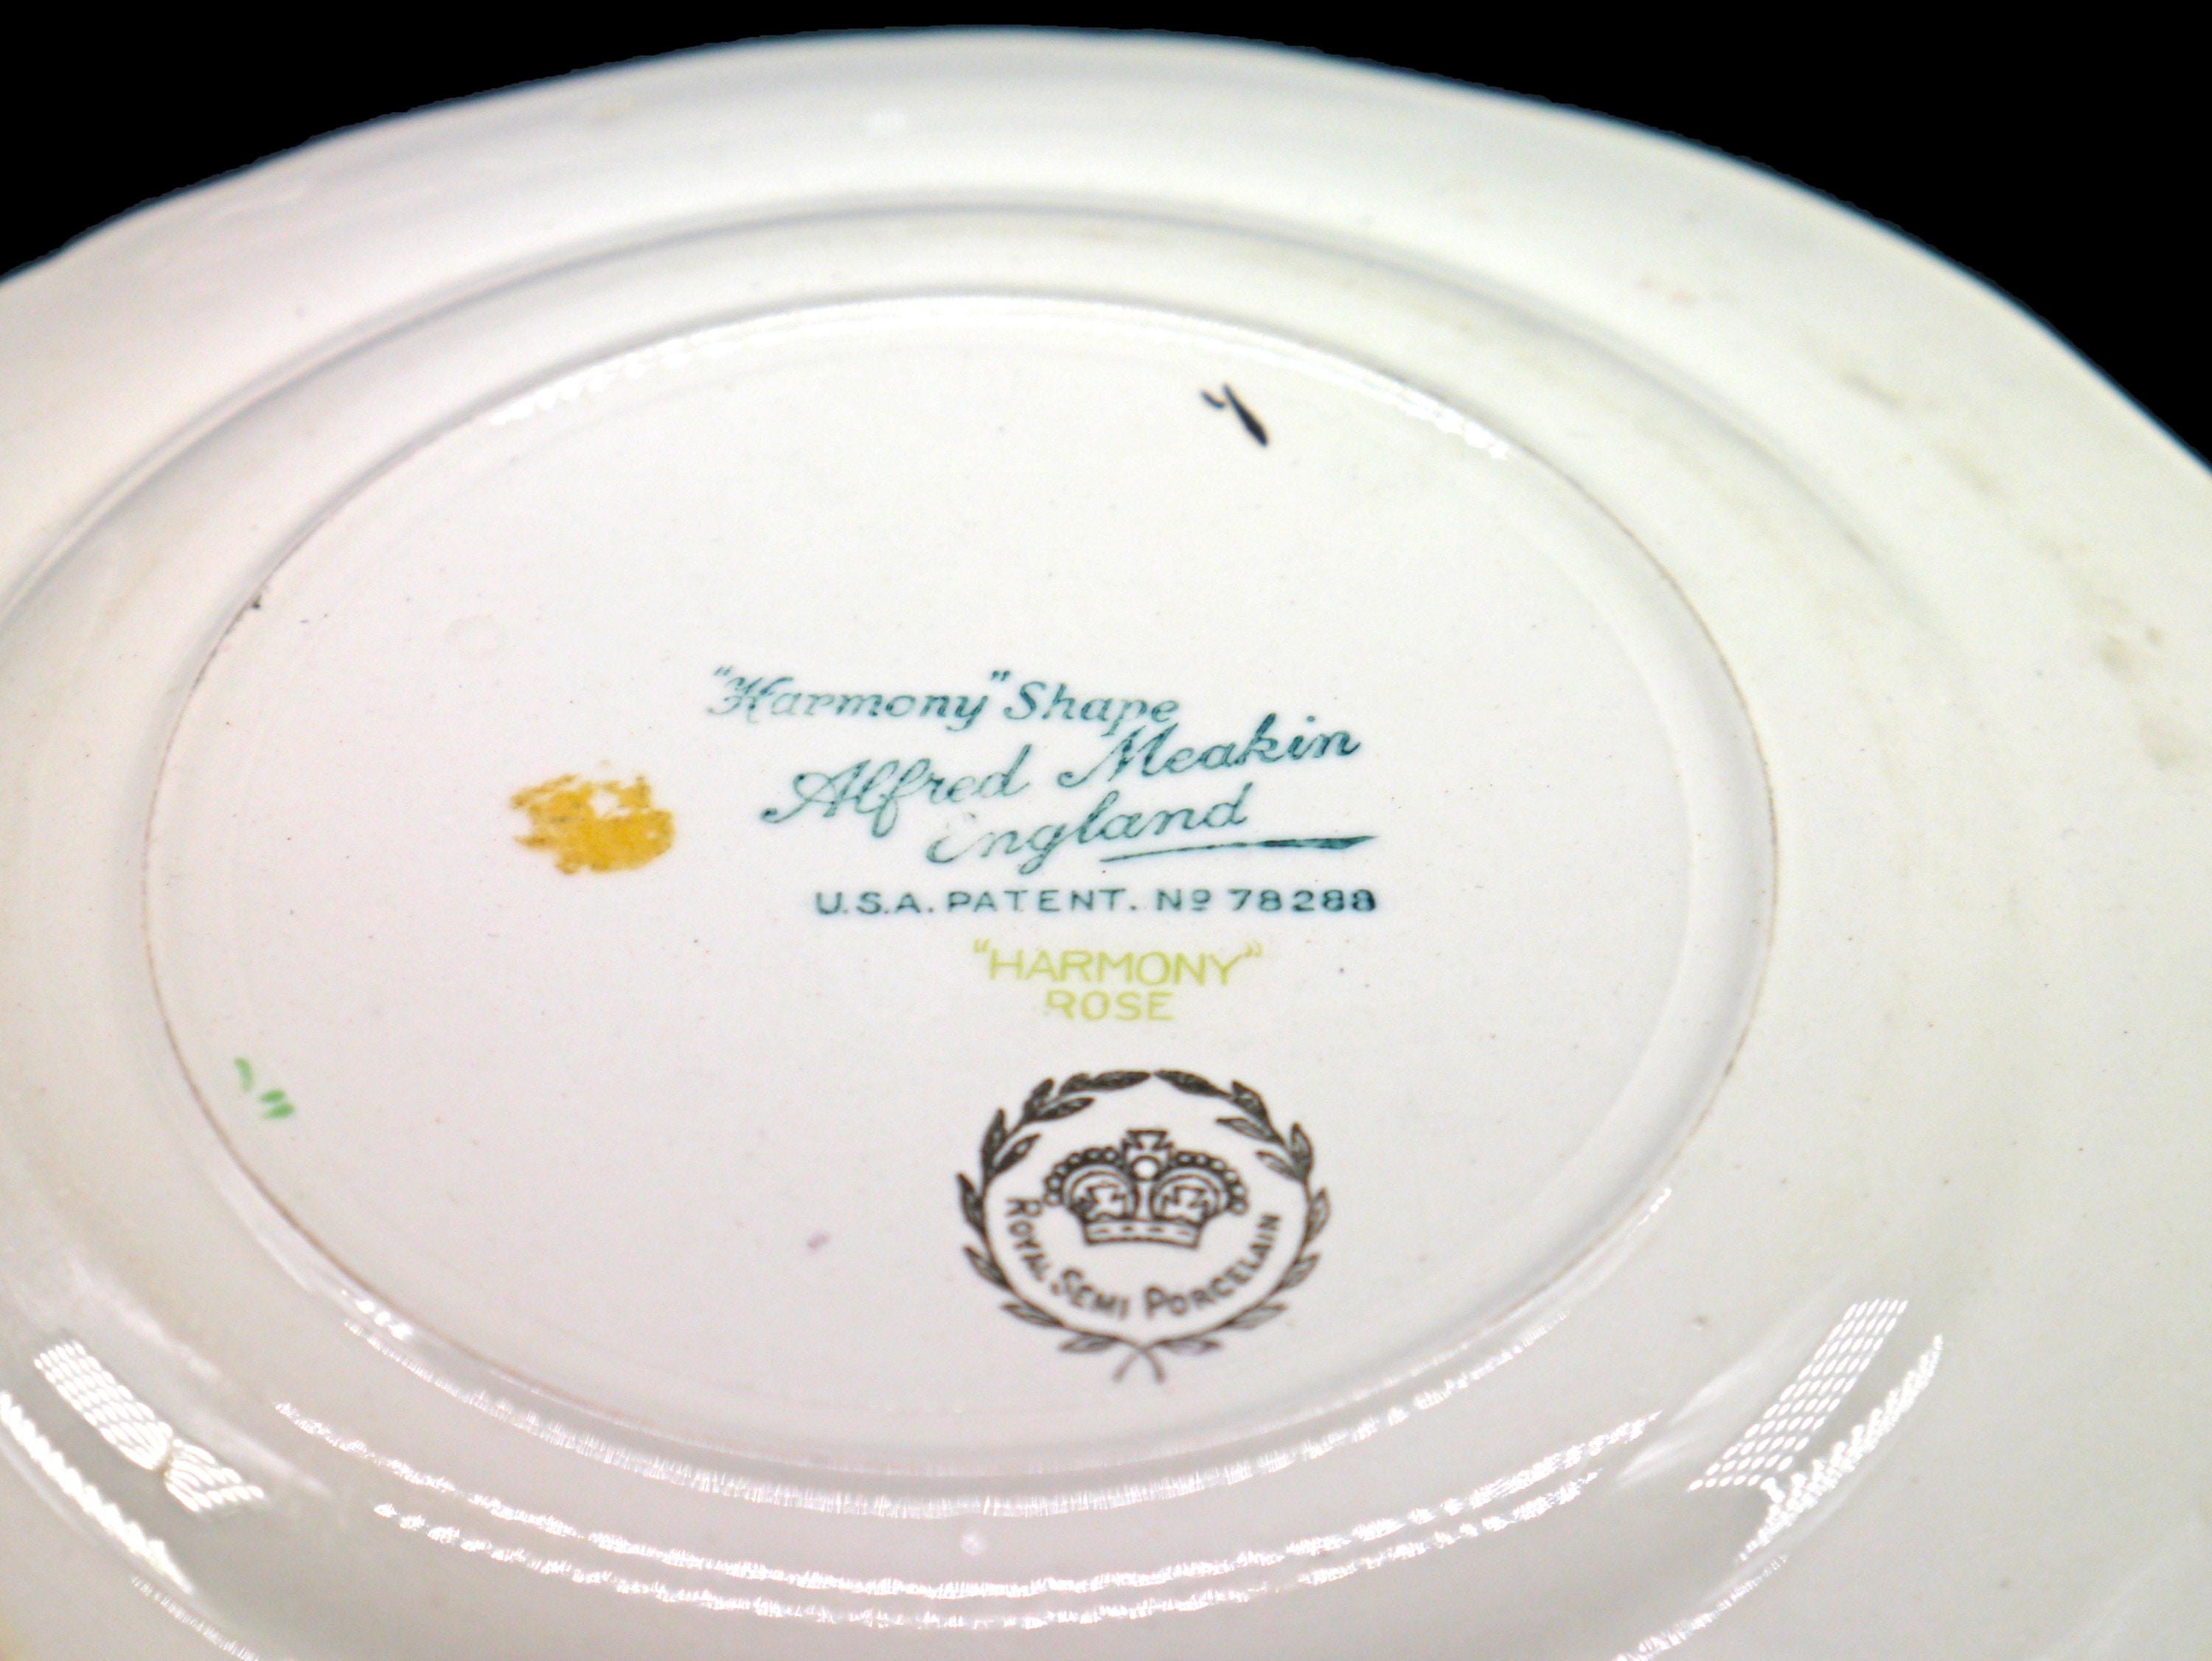 "Harmony" Shape
Alfred Meakin
England
U.S.A. PATENT. Nº 78288
"HARMONY"
ROSE
ROYAL SEMI PORCELAIN